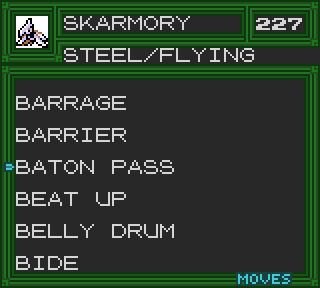 SKARMORY
227
STEEL/FLYING
BARRAGE
BARRIER
BATON PASS
BEAT UP
BELLY DRUM
BIDE
MOVES